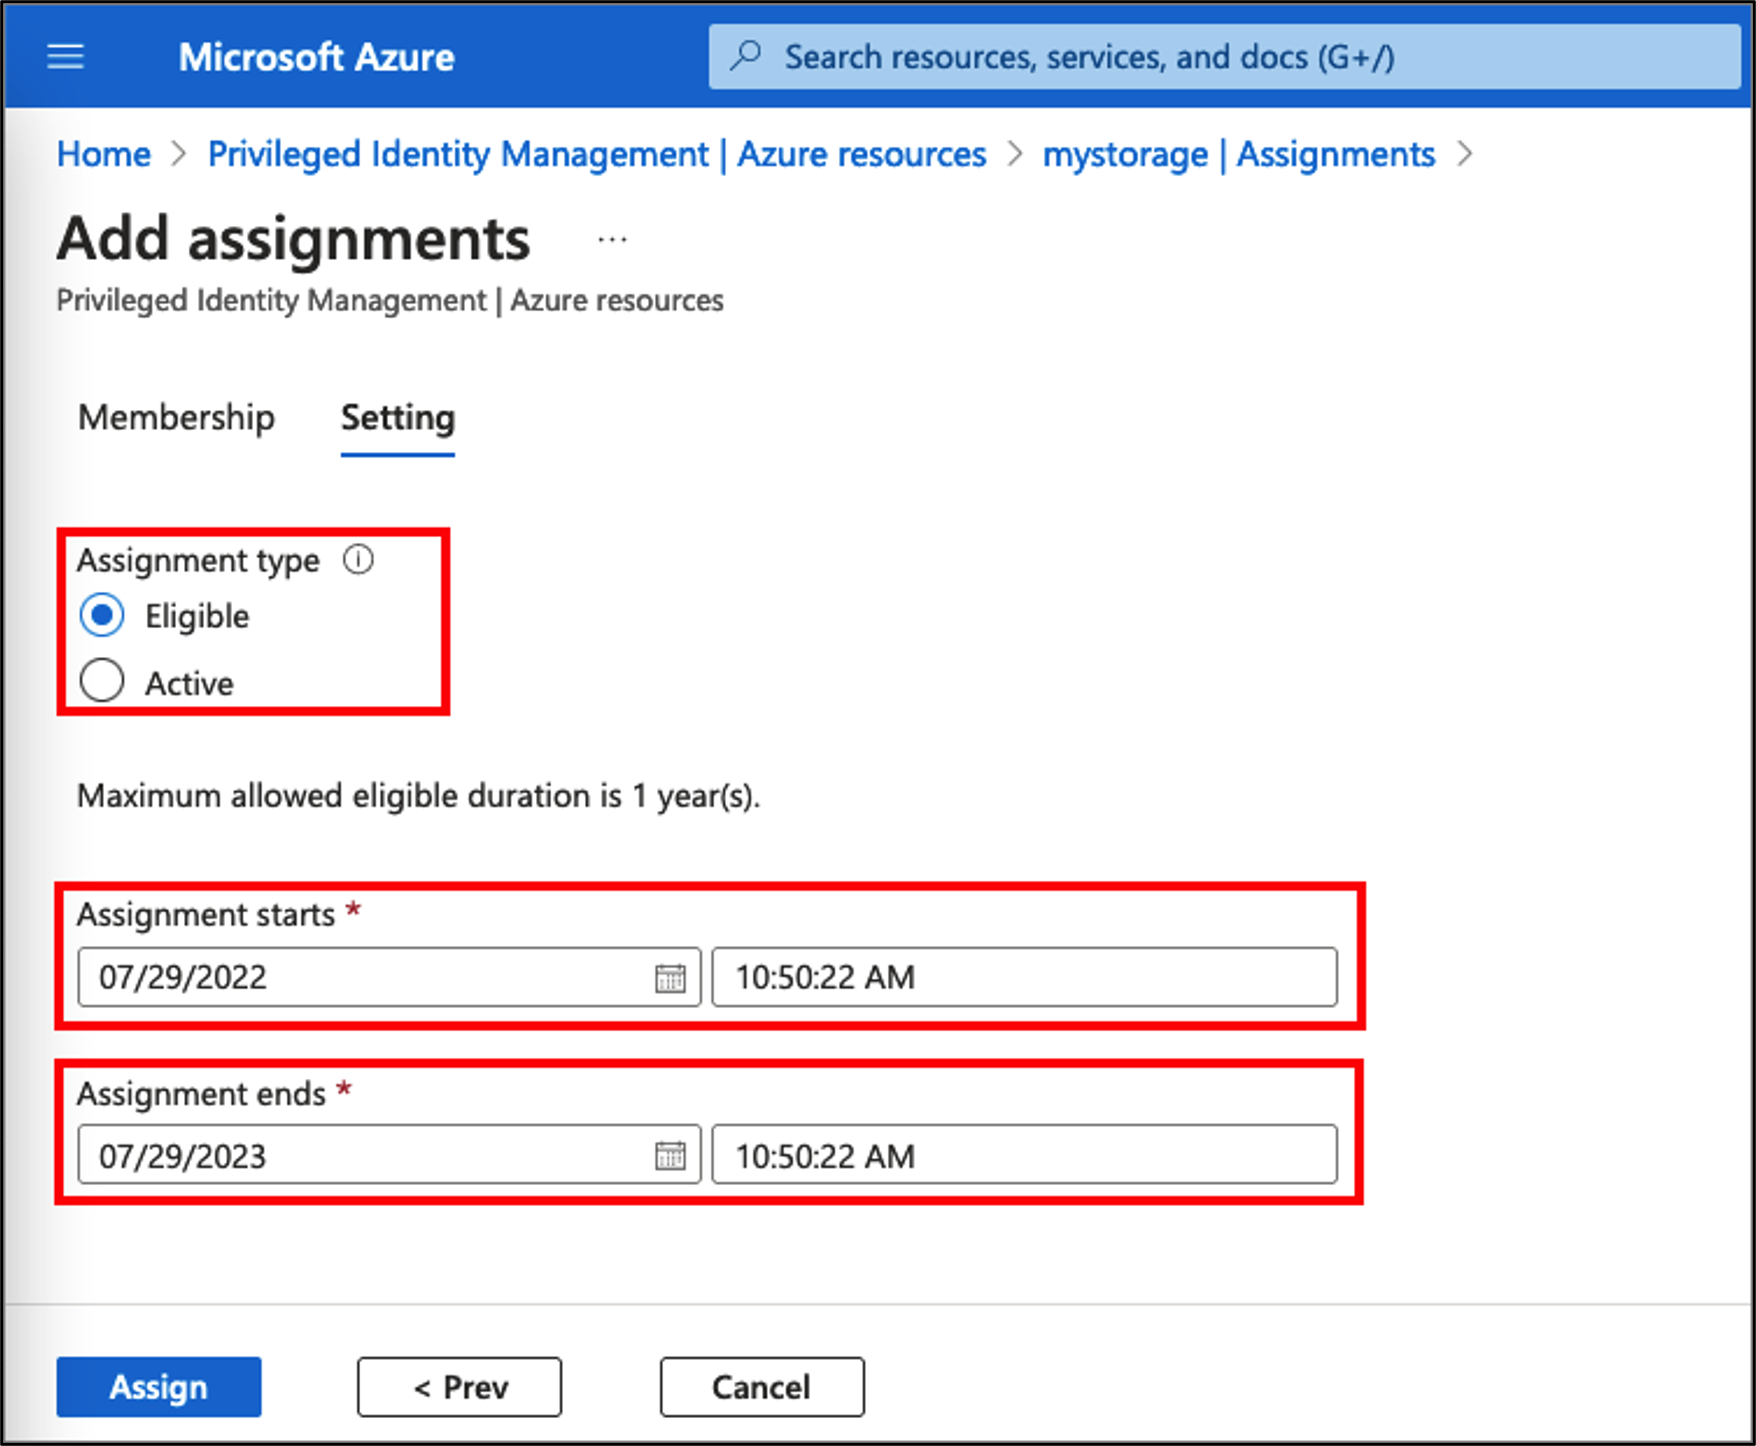 Microsoft Azure
Search resources, services, and docs (G+/)
Home > Privileged Identity Management | Azure resources > mystorage | Assignments >
Add assignments ...
Privileged Identity Management | Azure resources
Membership Setting
Assignment type
Eligible
Active
Maximum allowed eligible duration is 1 year(s).
Assignment starts *
07/29/2022 10:50:22 AM
Assignment ends *
07/29/2023 10:50:22 AM
Assign < Prev Cancel